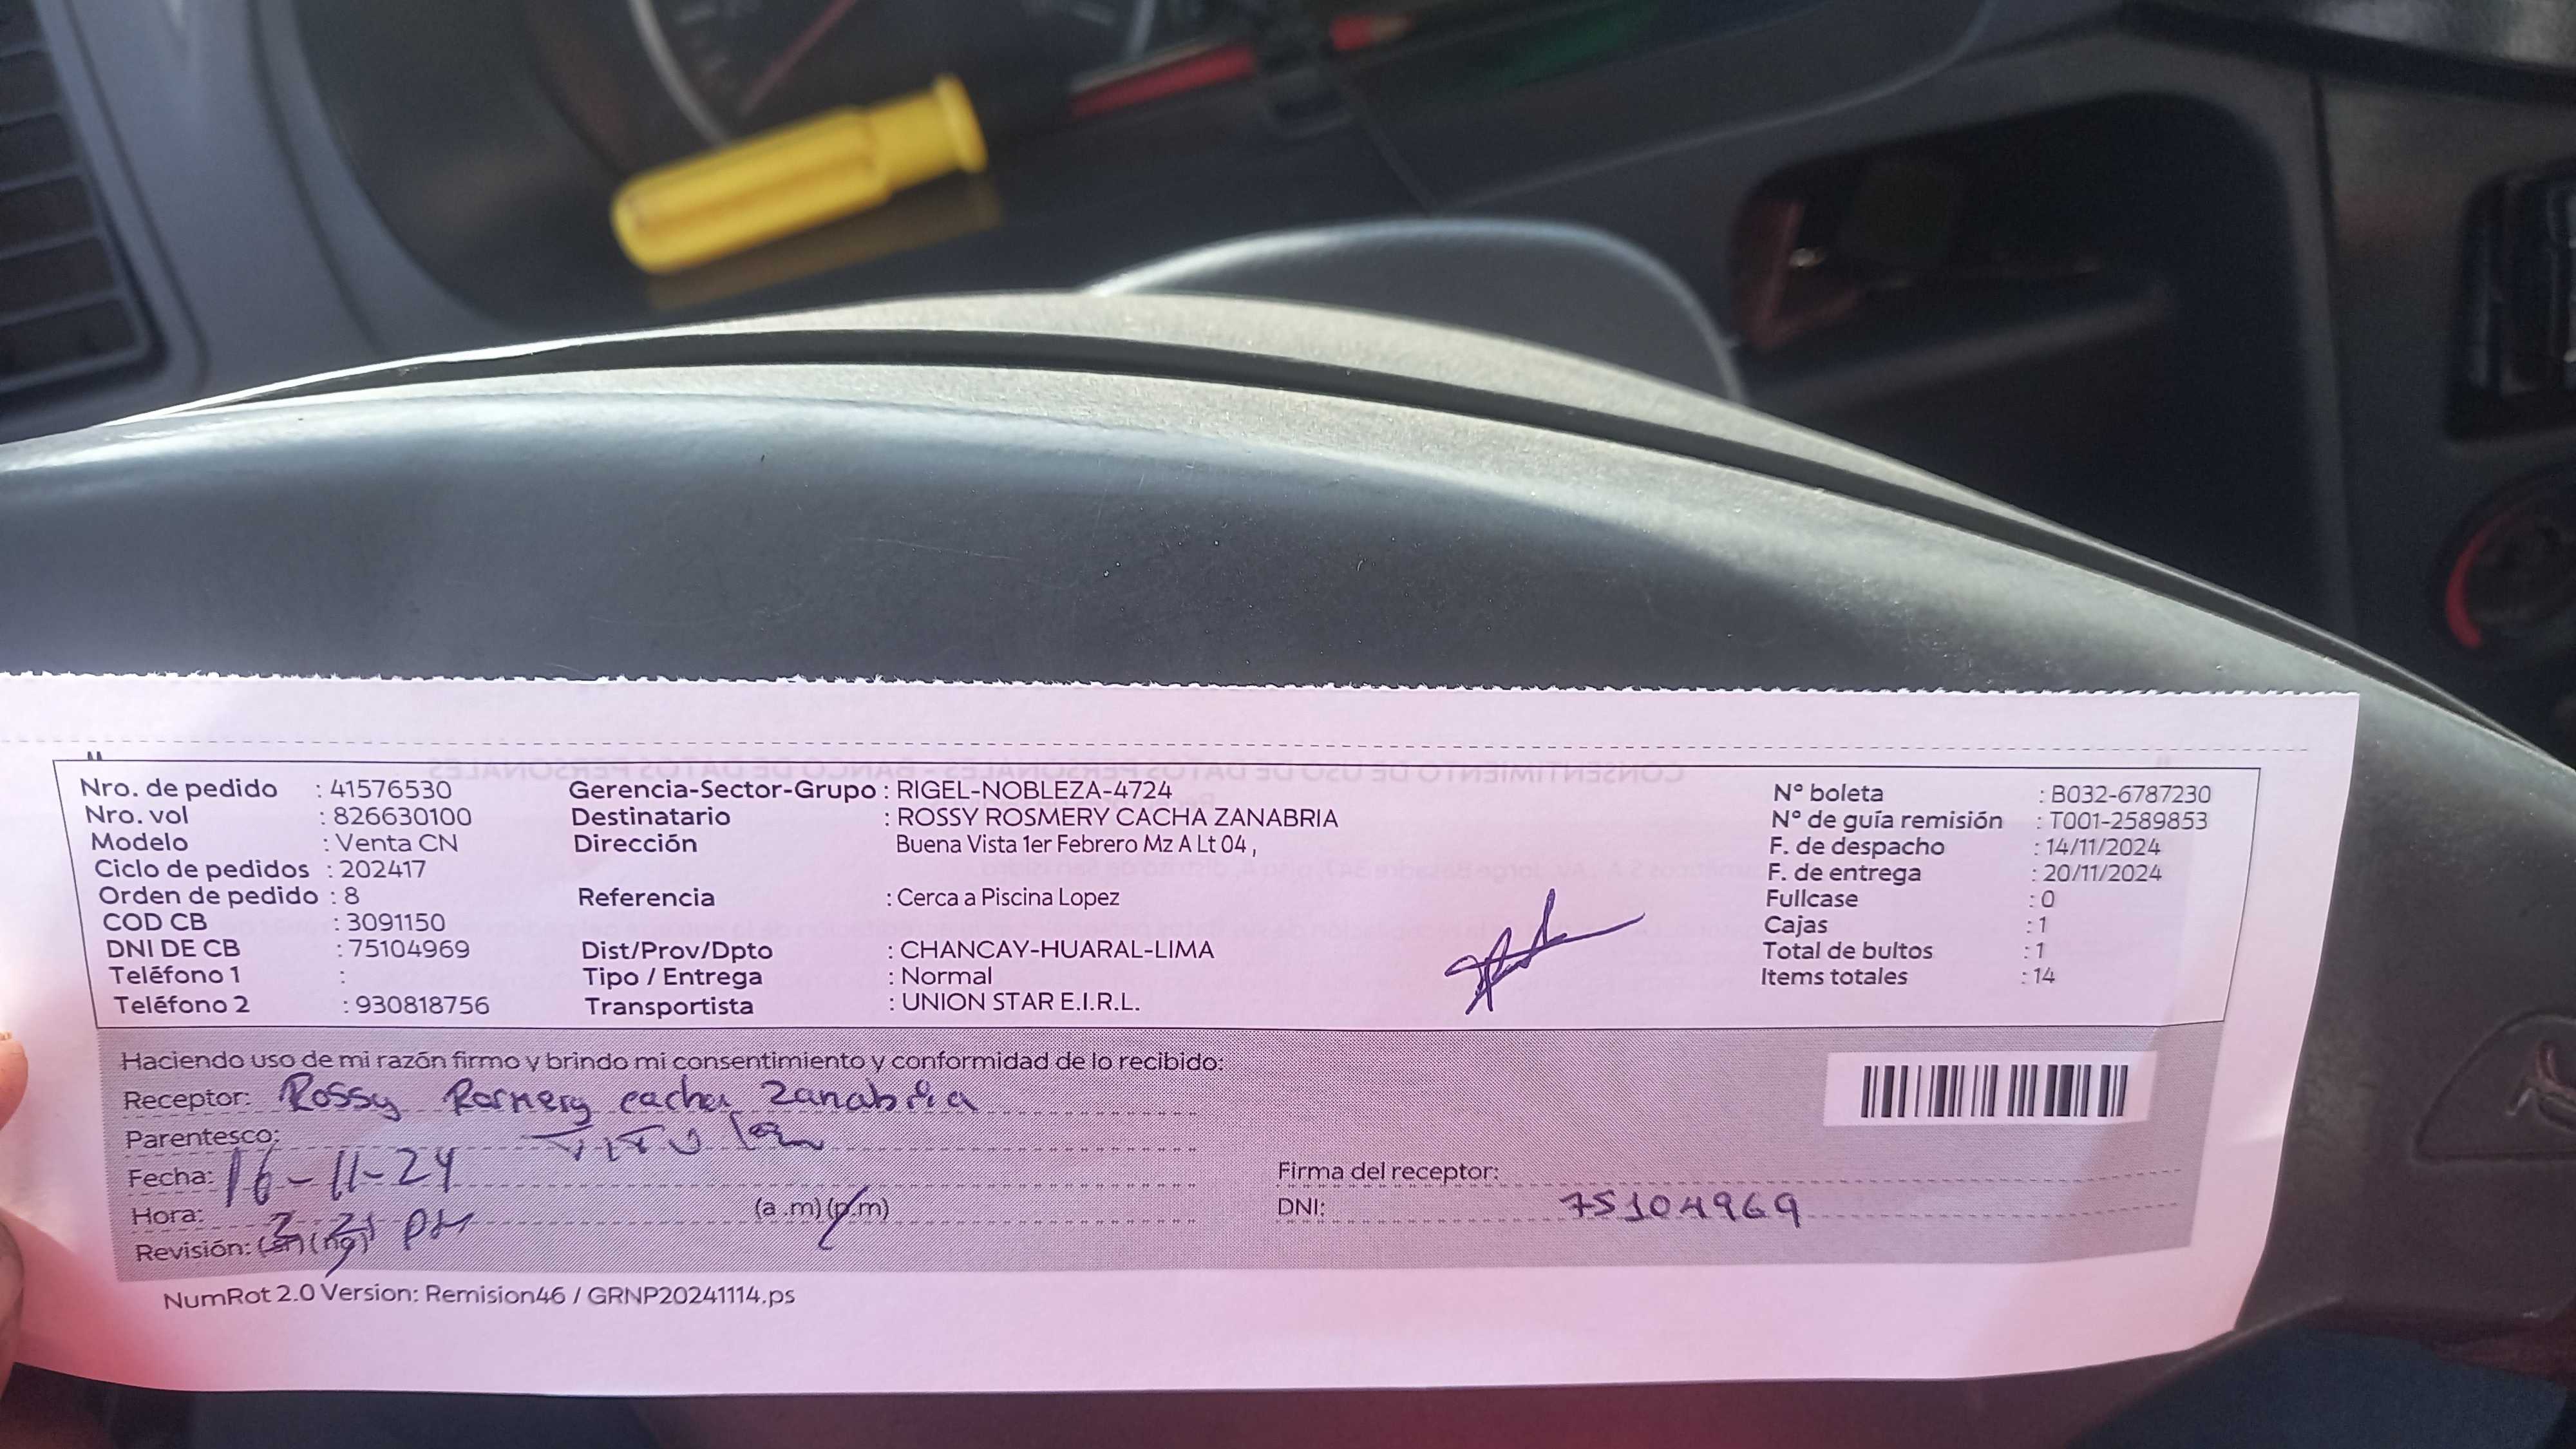 Nro. de pedido : 41576530
Nro. vol : 826630100
Modelo : Venta CN
Ciclo de pedidos : 202417
Orden de pedido : 8
COD CB : 3091150
DNI DE CB : 75104969
Teléfono 1 :
Teléfono 2 : 930818756
Gerencia-Sector-Grupo : RIGEL-NOBLEZA-4724
Destinatario : ROSSY ROSMERY CACHA ZANABRIA
Dirección Buena Vista 1er Febrero Mz A Lt 04 ,
Referencia : Cerca a Piscina Lopez
Dist/Prov/Dpto : CHANCAY-HUARAL-LIMA
Tipo / Entrega : Normal
Transportista : UNION STAR E.I.R.L.
N° boleta : B032-6787230
N° de guía remisión : T001-2589853
F. de despacho : 14/11/2024
F. de entrega : 20/11/2024
Fullcase : 0
Cajas : 1
Total de bultos : 1
Items totales : 14
Haciendo uso de mi razón firmo y brindo mi consentimiento y conformidad de lo recibido:
Receptor: Rossy Rosmery cacha Zanabria
Parentesco: TITULar
Fecha: 16-11-24
Hora: PM (a.m)(p.m)
Revisión:
Firma del receptor:
DNI: 75104969
NumRot 2.0 Version: Remision46 / GRNP20241114.ps